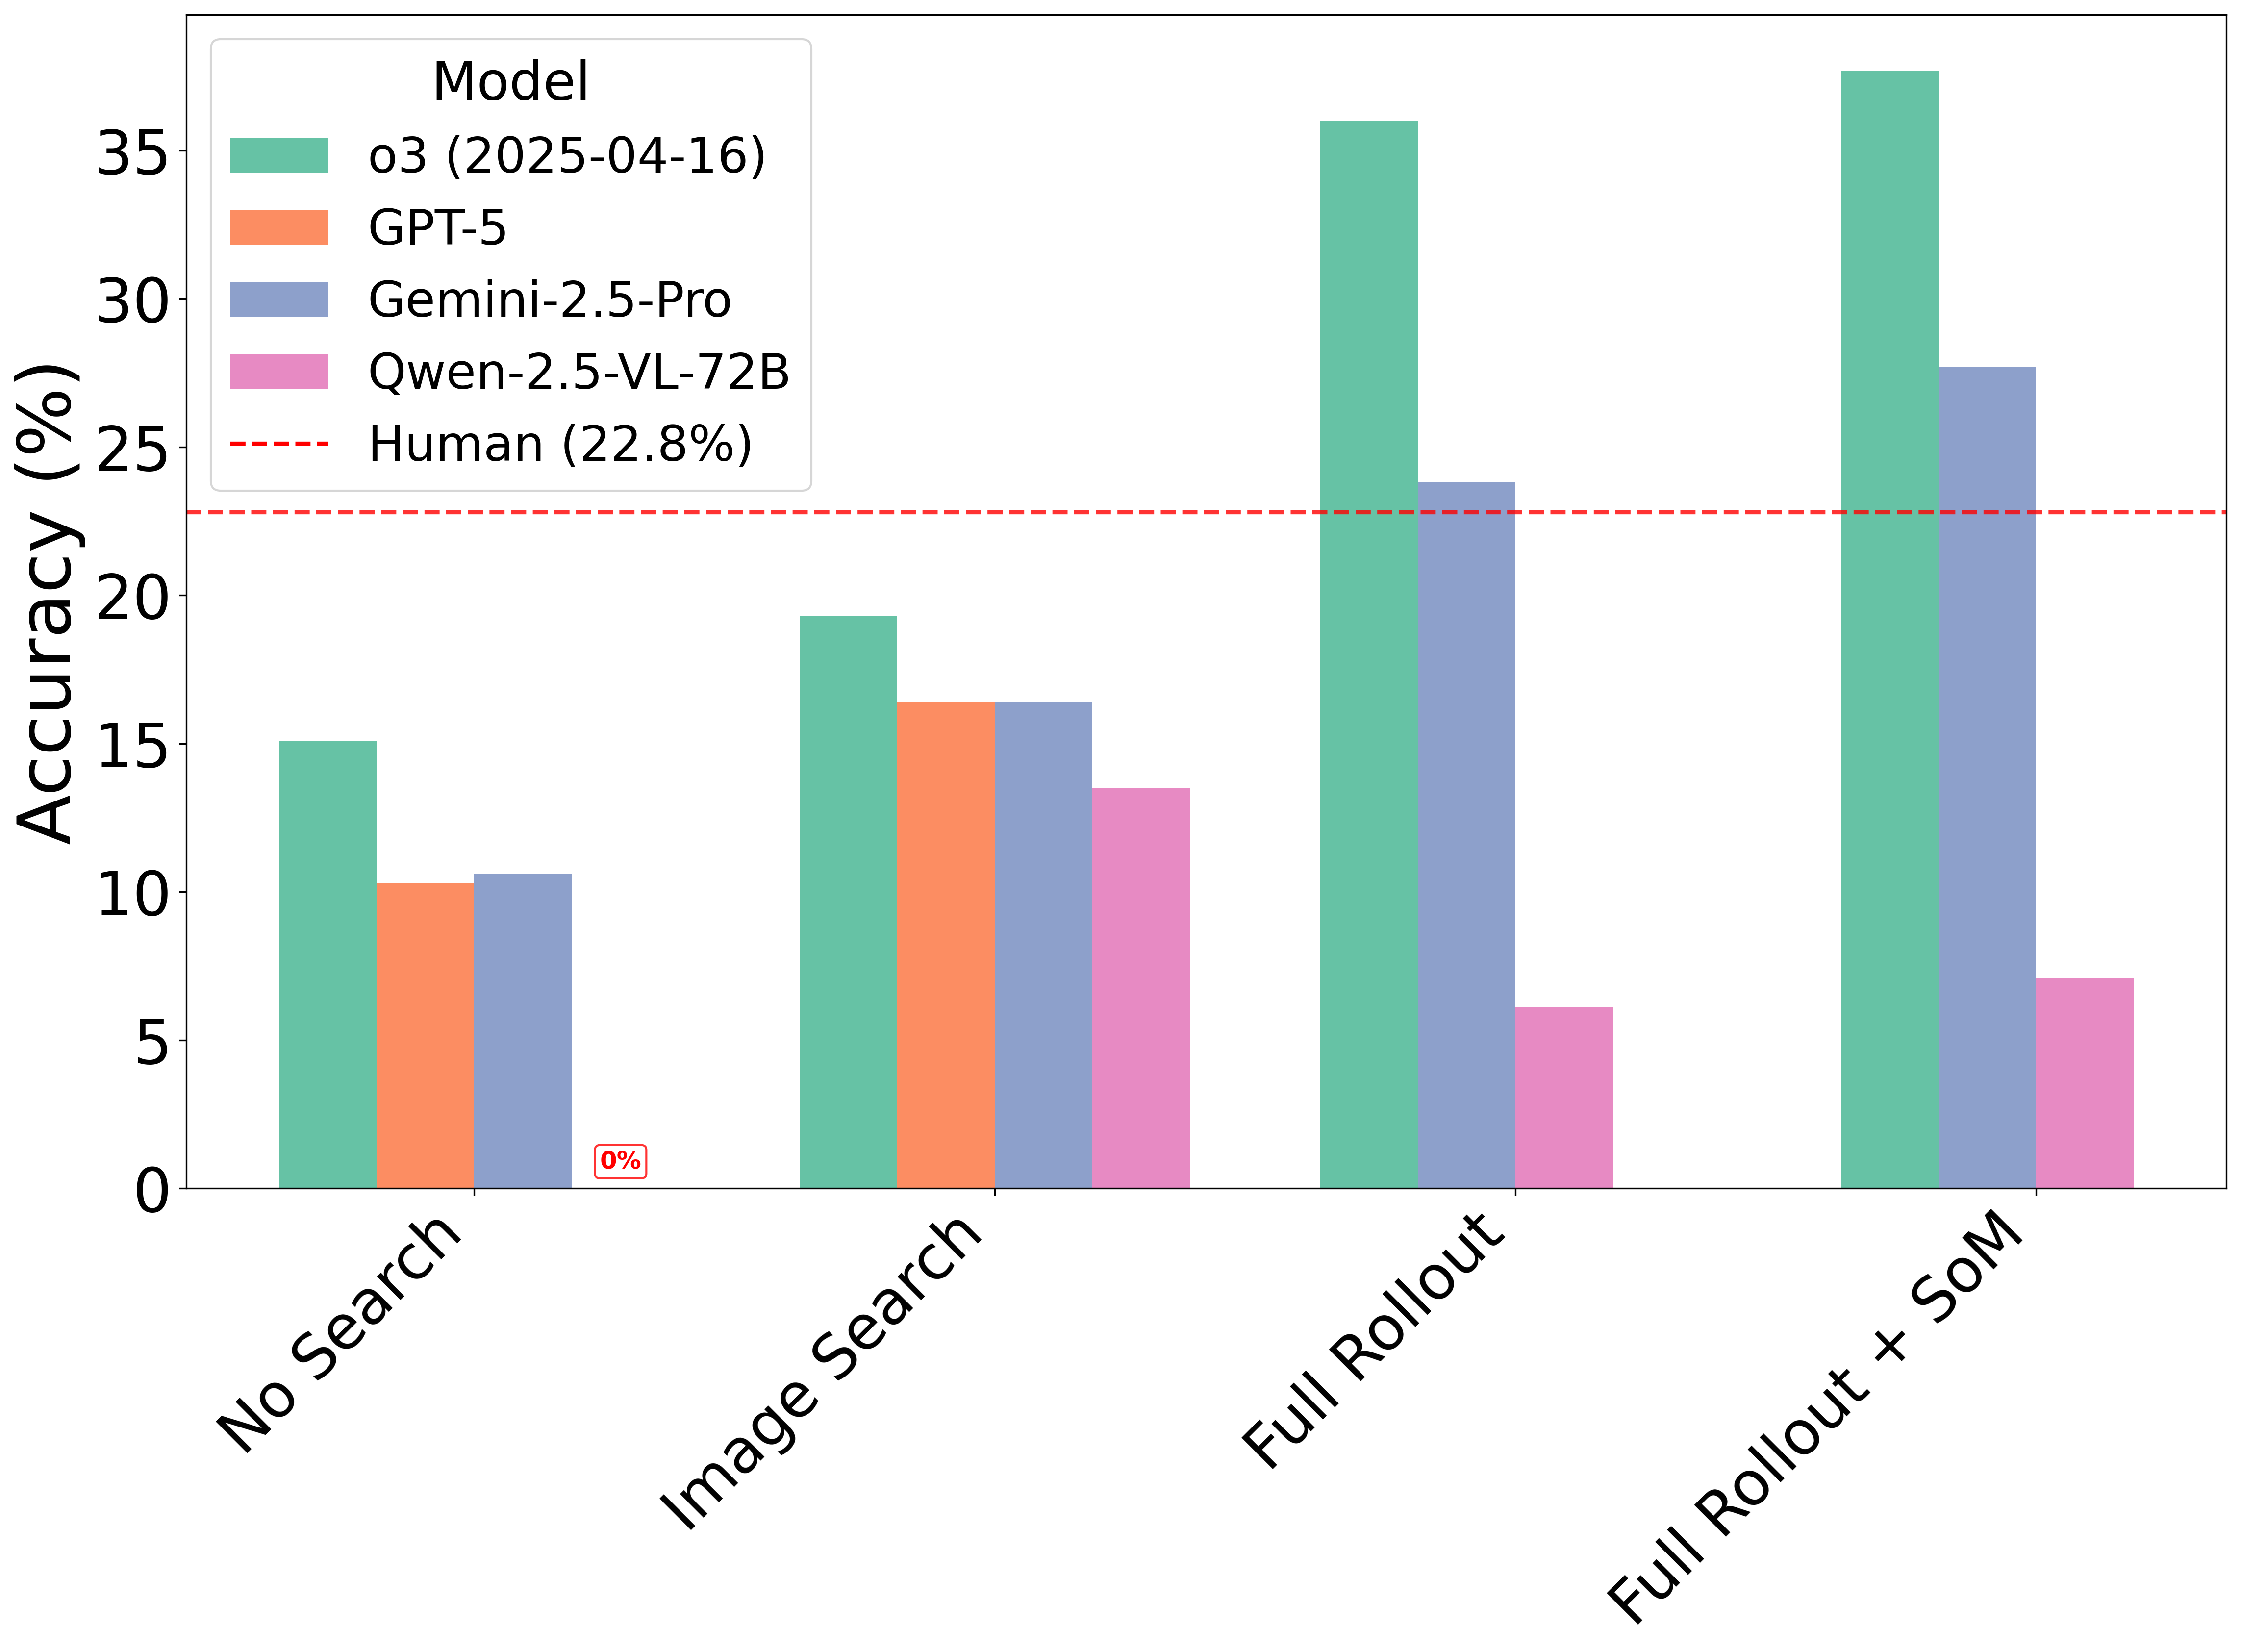 Model
o3 (2025-04-16)
GPT-5
Gemini-2.5-Pro
Qwen-2.5-VL-72B
Human (22.8%)
Accuracy (%)
35
30
25
20
15
10
5
0
0%
No Search
Image Search
Full Rollout
Full Rollout + SoM